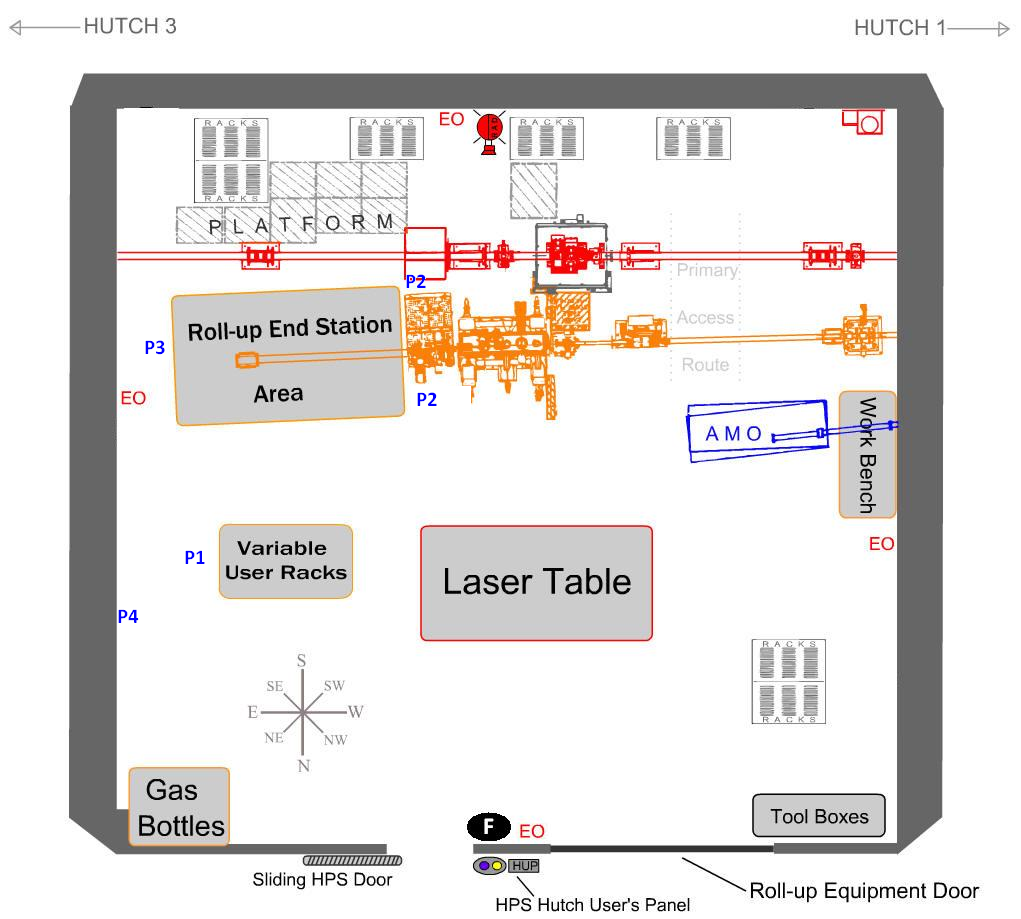 HUTCH 3
HUTCH 1
RACKS
RACKS
EO
RAD
RACKS
RACKS
RACKS
PLATFORM
P2
Primary
Access
Route
Roll-up End Station
Area
P3
EO
P2
AMO
Work Bench
EO
P1
Variable
User Racks
Laser Table
P4
S
SE
SW
E
W
NE
NW
N
RACKS
RACKS
Gas
Bottles
F
EO
Tool Boxes
HUP
Sliding HPS Door
Roll-up Equipment Door
HPS Hutch User's Panel